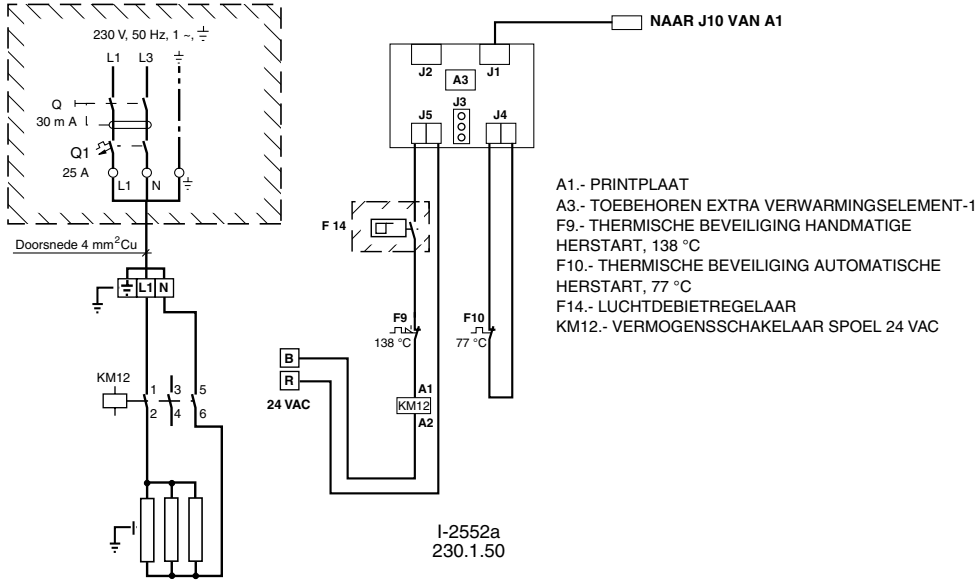 230 V, 50 Hz, 1 ~,
L1 L3
Q
30 m A
Q1
25 A
L1 N
Doorsnede 4 mm²Cu
L1 N
KM12
1 3 5
2 4 6
NAAR J10 VAN A1
J2 J1
A3
J3
J5 J4
F 14
F9
138 °C
F10
77 °C
B
R
24 VAC
A1
KM12
A2
A1.- PRINTPLAAT
A3.- TOEBEHOREN EXTRA VERWARMINGSELEMENT-1
F9.- THERMISCHE BEVEILIGING HANDMATIGE
HERSTART, 138 °C
F10.- THERMISCHE BEVEILIGING AUTOMATISCHE
HERSTART, 77 °C
F14.- LUCHTDEBIETREGELAAR
KM12.- VERMOGENSSCHAKELAAR SPOEL 24 VAC
I-2552a
230.1.50